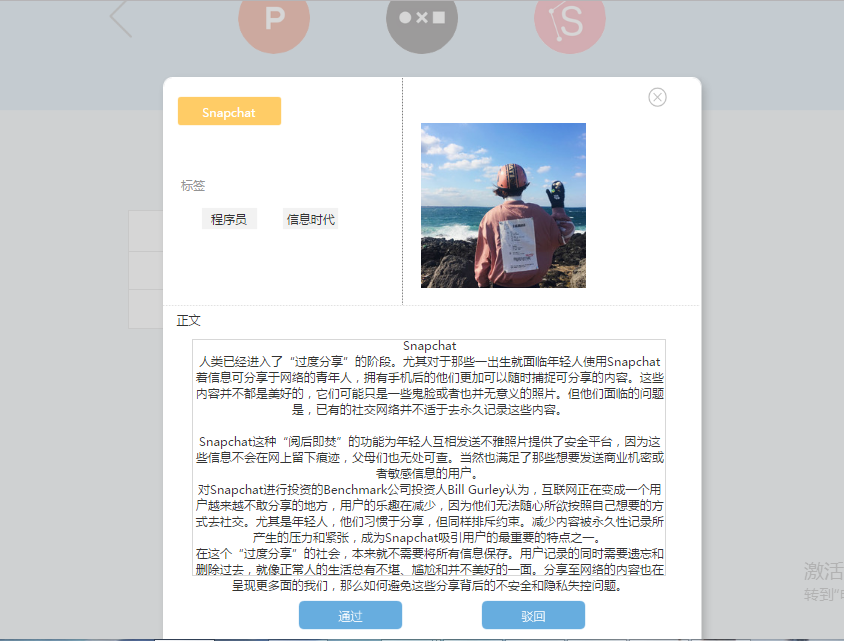 P
S
Snapchat
标签
程序员
信息时代
正文
Snapchat
人类已经进入了“过度分享”的阶段。尤其对于那些一出生就面临年轻人使用Snapchat
着信息可分享于网络的青年人，拥有手机后的他们更加可以随时捕捉可分享的内容。这些
内容并不都是美好的，它们可能只是一些鬼脸或者也并无意义的照片。但他们面临的问题
是，已有的社交网络并不适于去永久记录这些内容。
Snapchat这种“阅后即焚”的功能为年轻人互相发送不雅照片提供了安全平台，因为这
些信息不会在网上留下痕迹，父母们也无处可查。当然也满足了那些想要发送商业机密或
者敏感信息的用户。
对Snapchat进行投资的Benchmark公司投资人Bill Gurley认为，互联网正在变成一个用
户越来越不敢分享的地方，用户的乐趣在减少，因为他们无法随心所欲按照自己想要的方
式去社交。尤其是年轻人，他们习惯于分享，但同样排斥约束。减少内容被永久性记录所
产生的压力和紧张，成为Snapchat吸引用户的最重要的特点之一。
在这个“过度分享”的社会，本来就不需要将所有信息保存。用户记录的同时需要遗忘和
删除过去，就像正常人的生活总有不堪、尴尬和并不美好的一面。分享至网络的内容也在
呈现更多面的我们，那么如何避免这些分享背后的不安全和隐私失控问题。
通过
驳回
激活
转到“